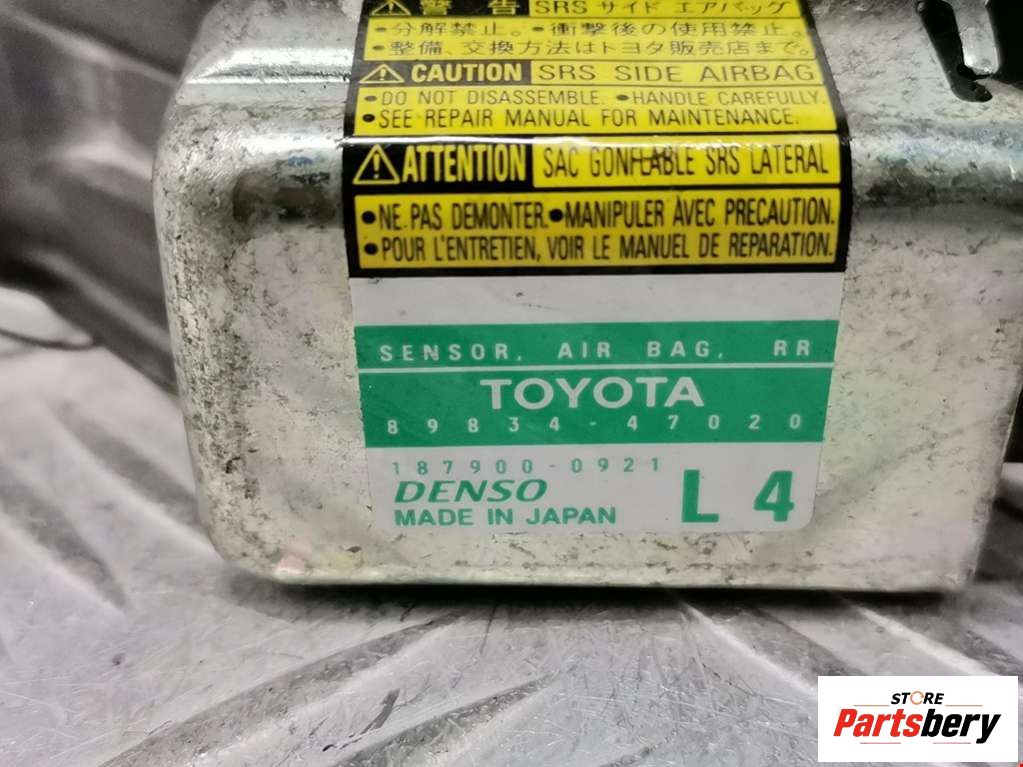 警告 SRS サイド エアバッグ
•分解禁止。•衝撃後の使用禁止。
•整備、交換方法はトヨタ販売店まで。
CAUTION SRS SIDE AIRBAG
•DO NOT DISASSEMBLE. •HANDLE CAREFULLY.
•SEE REPAIR MANUAL FOR MAINTENANCE.
ATTENTION SAC GONFLABLE SRS LATERAL
•NE PAS DEMONTER. •MANIPULER AVEC PRECAUTION.
•POUR L'ENTRETIEN, VOIR LE MANUEL DE REPARATION.
SENSOR, AIR BAG, RR
TOYOTA
89834-47020
187900-0921
DENSO
MADE IN JAPAN
L 4
STORE
Partsbery